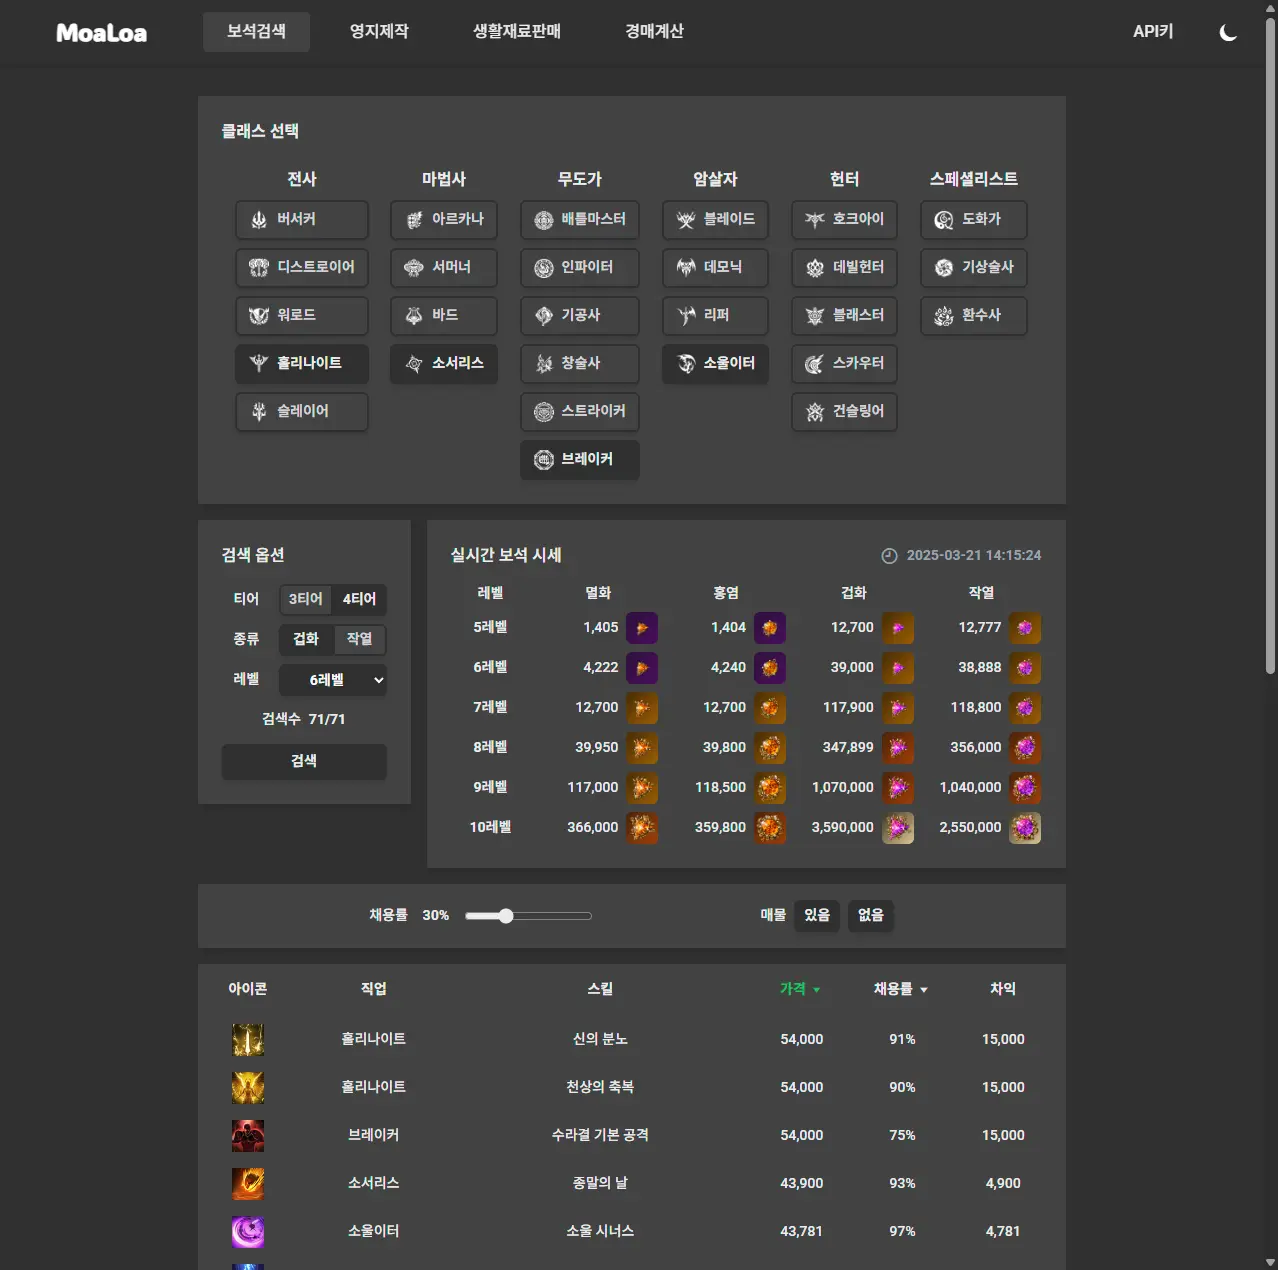 MoaLoa 보석검색 영지제작 생활재료판매 경매계산 API키
클래스 선택
전사 마법사 무도가 암살자 헌터 스페셜리스트
버서커 아르카나 배틀마스터 블레이드 호크아이 도화가
디스트로이어 서머너 인파이터 데모닉 데빌헌터 기상술사
워로드 바드 기공사 리퍼 블래스터 환수사
홀리나이트 소서리스 창술사 소울이터 스카우터
슬레이어 스트라이커 건슬링어
브레이커
검색 옵션
티어 3티어 4티어
종류 겁화 작열
레벨 6레벨
검색수 71/71
검색
실시간 보석 시세 2025-03-21 14:15:24
레벨 멸화 홍염 겁화 작열
5레벨 1,405 1,404 12,700 12,777
6레벨 4,222 4,240 39,000 38,888
7레벨 12,700 12,700 117,900 118,800
8레벨 39,950 39,800 347,899 356,000
9레벨 117,000 118,500 1,070,000 1,040,000
10레벨 366,000 359,800 3,590,000 2,550,000
채용률 30% 매물 있음 없음
아이콘 직업 스킬 가격 채용률 차익
홀리나이트 신의 분노 54,000 91% 15,000
홀리나이트 천상의 축복 54,000 90% 15,000
브레이커 수라결 기본 공격 54,000 75% 15,000
소서리스 종말의 날 43,900 93% 4,900
소울이터 소울 시너스 43,781 97% 4,781